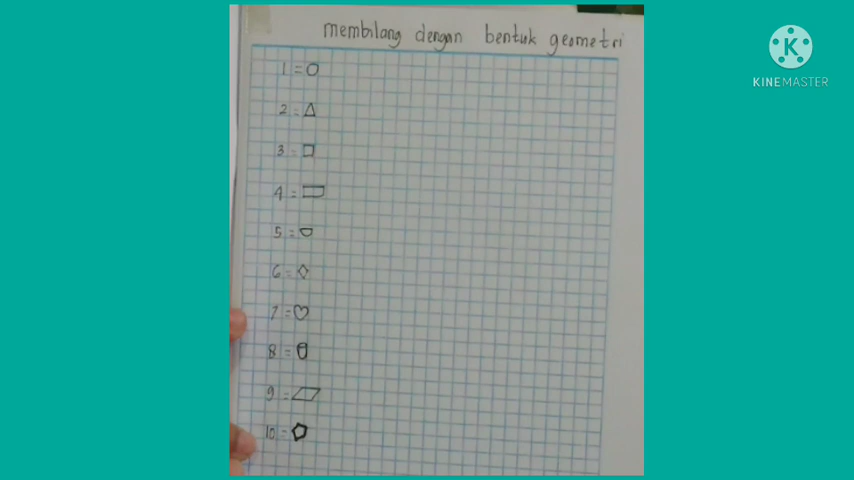 membilang dengan bentuk geometri
1 = ○
2 = △
3 = □
4 = ▭
5 = ⌓
6 = ◇
7 = ♡
8 =
9 = ▱
10 = ⬠
KINEMASTER